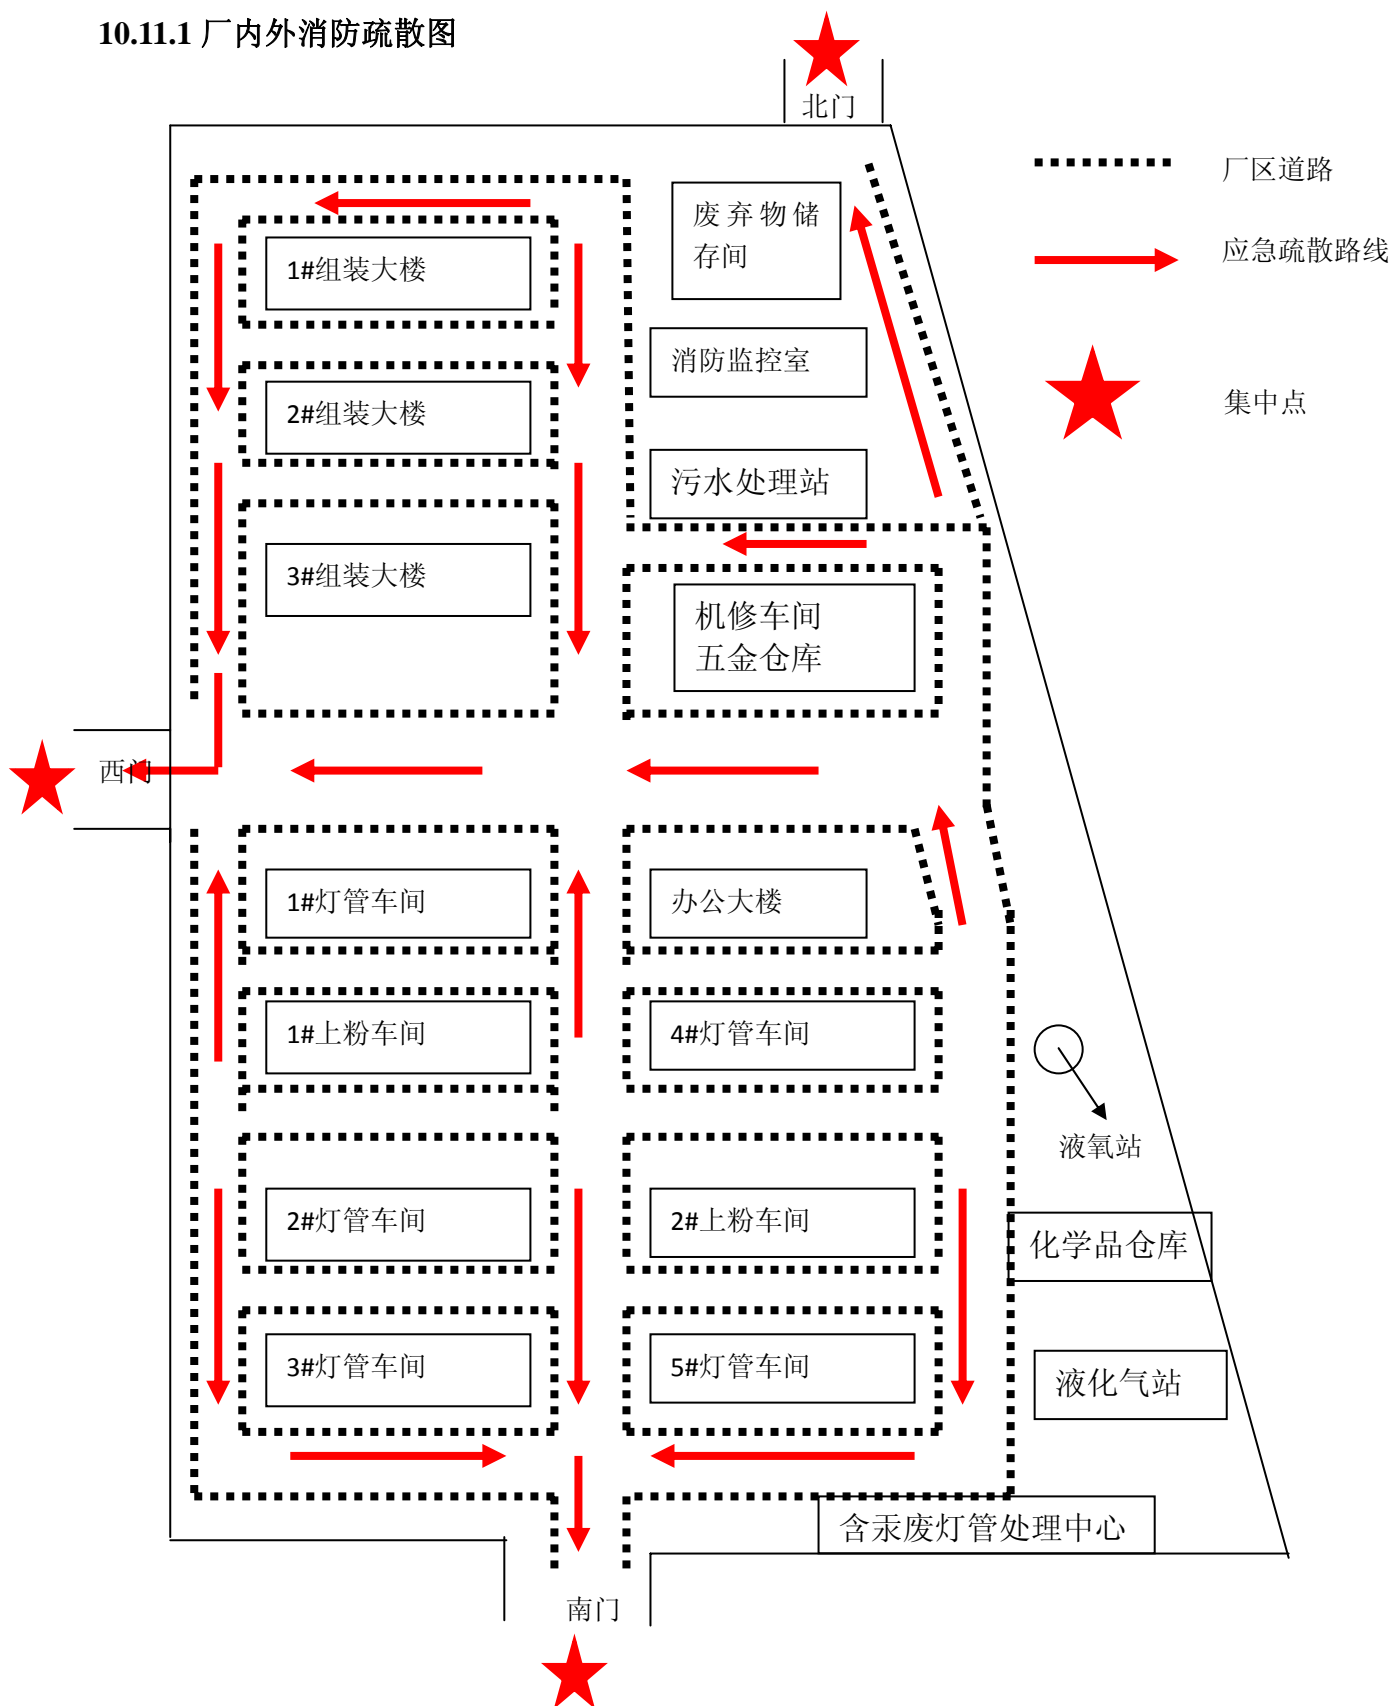 10.11.1 厂内外消防疏散图
北门
厂区道路
废弃物储
存间
应急疏散路线
1#组装大楼
消防监控室
2#组装大楼
集中点
污水处理站
3#组装大楼
机修车间
五金仓库
西门
1#灯管车间
办公大楼
1#上粉车间
4#灯管车间
液氧站
2#灯管车间
2#上粉车间
化学品仓库
3#灯管车间
5#灯管车间
液化气站
含汞废灯管处理中心
南门